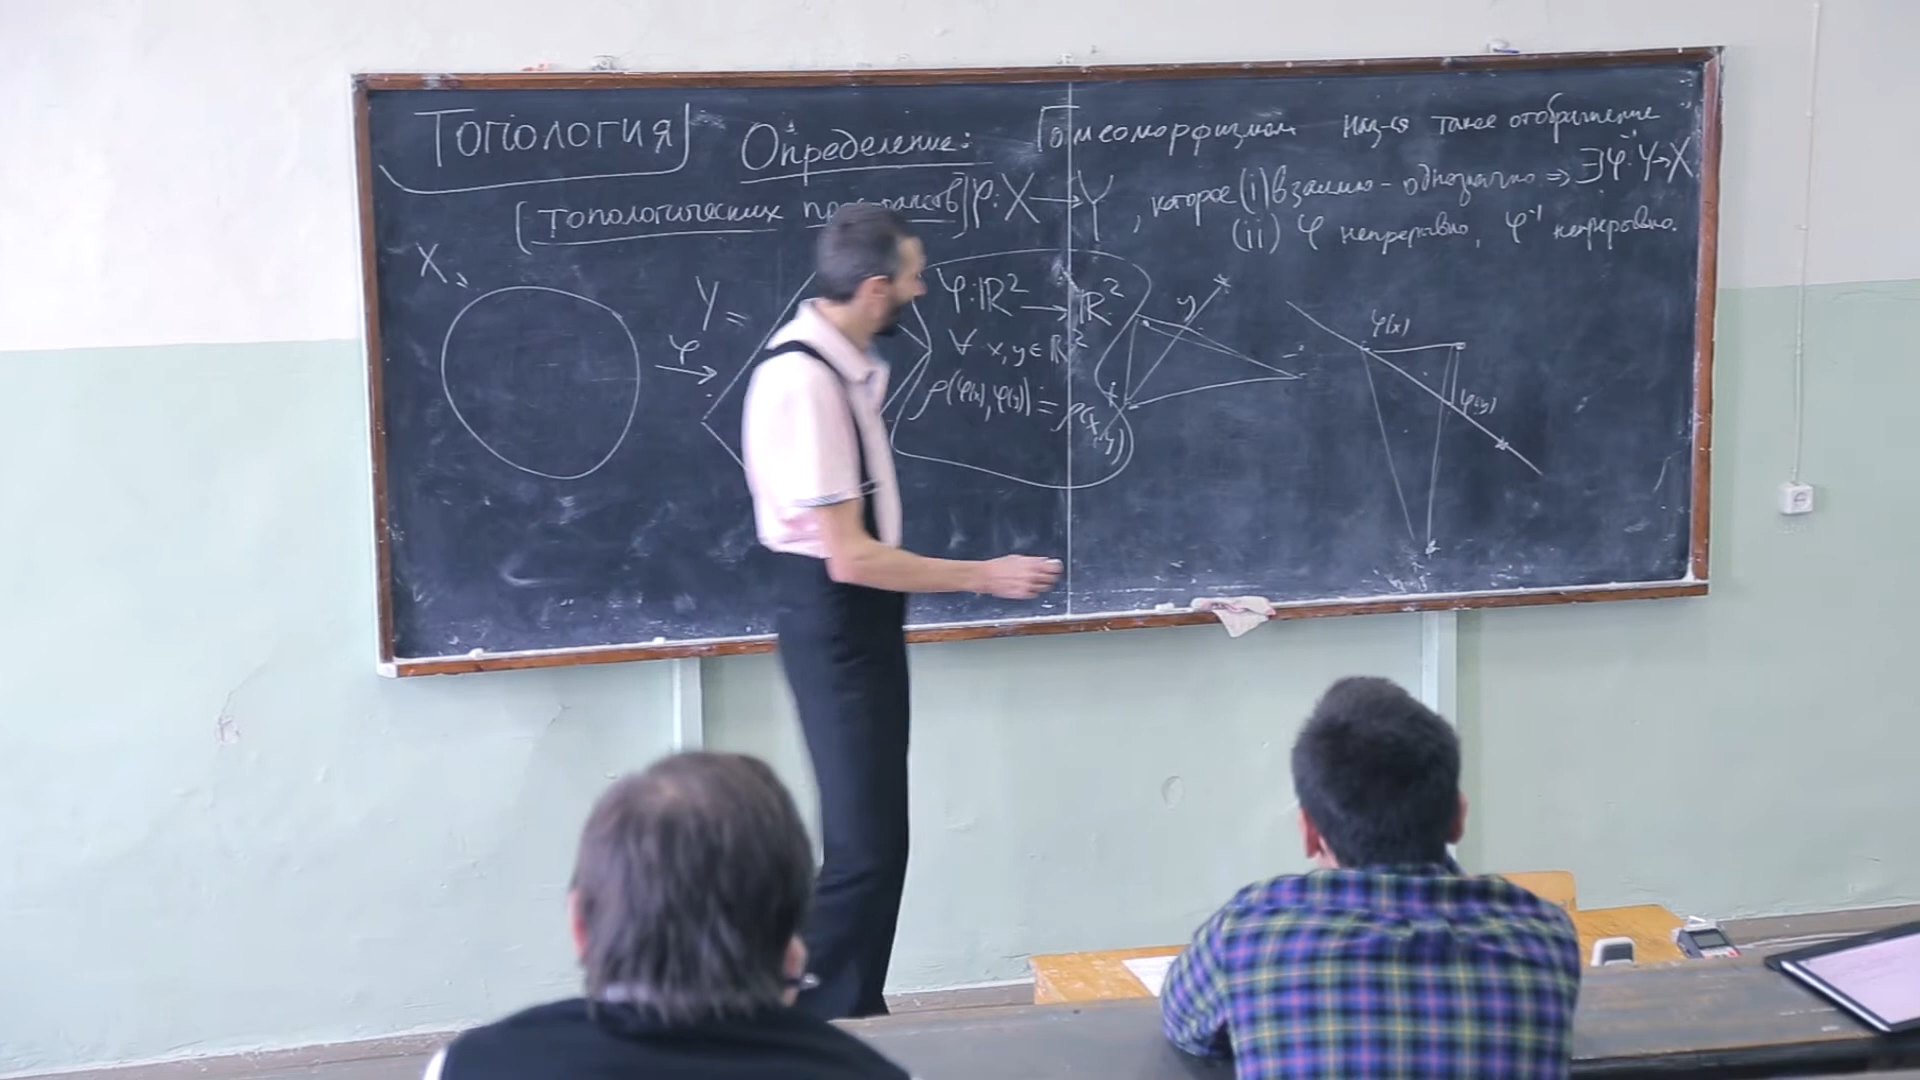 Топология
Определение: Гомеоморфизмом наз-ся такое отображение
[топологических пространств] φ: X → Y, которое (i) взаимно-однозначно ⇒ ∃ φ⁻¹: Y→X
(ii) φ непрерывно, φ⁻¹ непрерывно.
X
Y =
φ
φ: ℝ² → ℝ²
∀ x, y ∈ ℝ²
ρ(φ(x), φ(y)) = ρ(x, y)
y
x
φ(x)
φ(y)